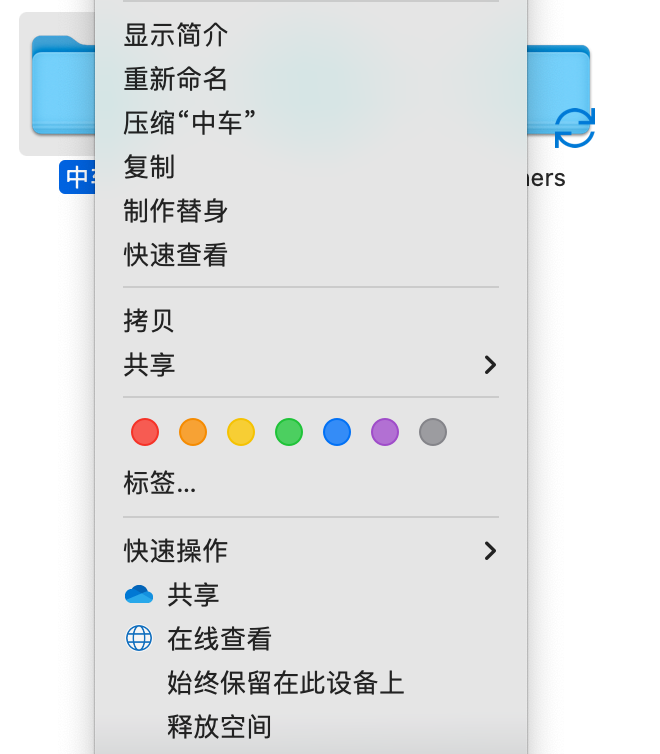 显示简介
重新命名
压缩“中车”
复制
中
制作替身
快速查看
拷贝
共享
标签...
快速操作
共享
在线查看
始终保留在此设备上
释放空间